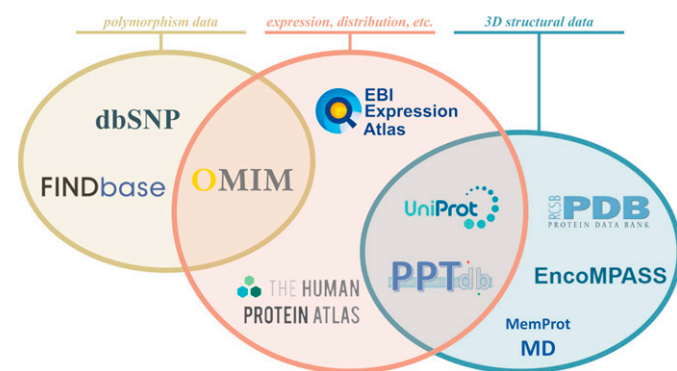 polymorphism data
expression, distribution, etc.
3D structural data
dbSNP
FINDbase
OMIM
EBI
Expression
Atlas
THE HUMAN
PROTEIN ATLAS
UniProt
PPTdb
RCSB
PDB
PROTEIN DATA BANK
EncoMPASS
MemProt
MD